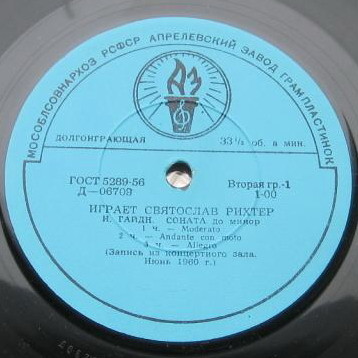 МОСОБЛСОВНАРХОЗ РСФСР АПРЕЛЕВСКИЙ ЗАВОД ГРАМПЛАСТИНОК
АЗ
ДОЛГОИГРАЮЩАЯ 33⅓ об. в мин.
ГОСТ 5289-56 Вторая гр.-1
Д—06709 1-00
ИГРАЕТ СВЯТОСЛАВ РИХТЕР
И. ГАЙДН. СОНАТА до минор
1 ч. — Moderato
2 ч. — Andante con moto
3 ч. — Allegro
(Запись из концертного зала.
Июнь 1960 г.)